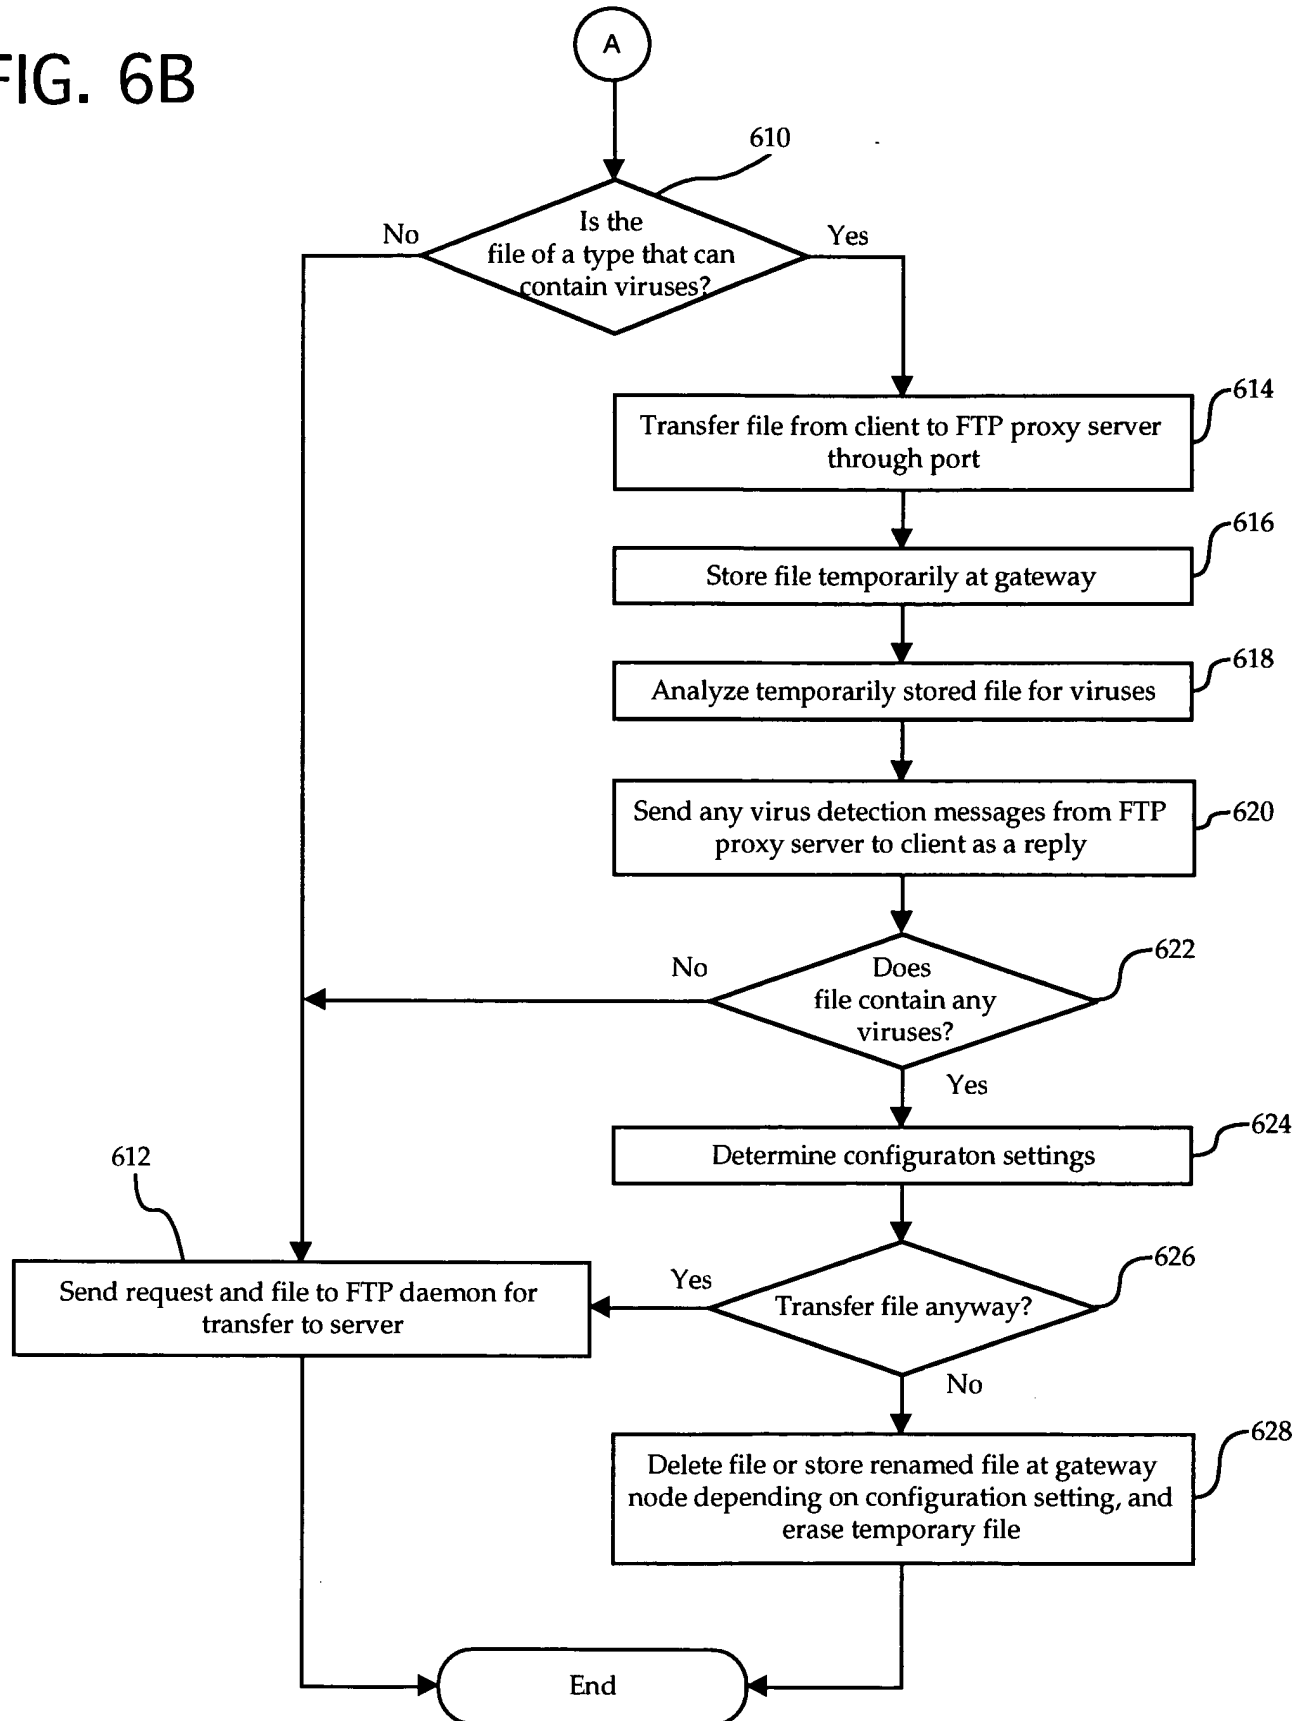 FIG. 6B
A
610
Is the
file of a type that can
contain viruses?
No
Yes
614
Transfer file from client to FTP proxy server
through port
616
Store file temporarily at gateway
618
Analyze temporarily stored file for viruses
620
Send any virus detection messages from FTP
proxy server to client as a reply
622
Does
file contain any
viruses?
No
Yes
624
Determine configuraton settings
612
Send request and file to FTP daemon for
transfer to server
626
Transfer file anyway?
Yes
No
628
Delete file or store renamed file at gateway
node depending on configuration setting, and
erase temporary file
End